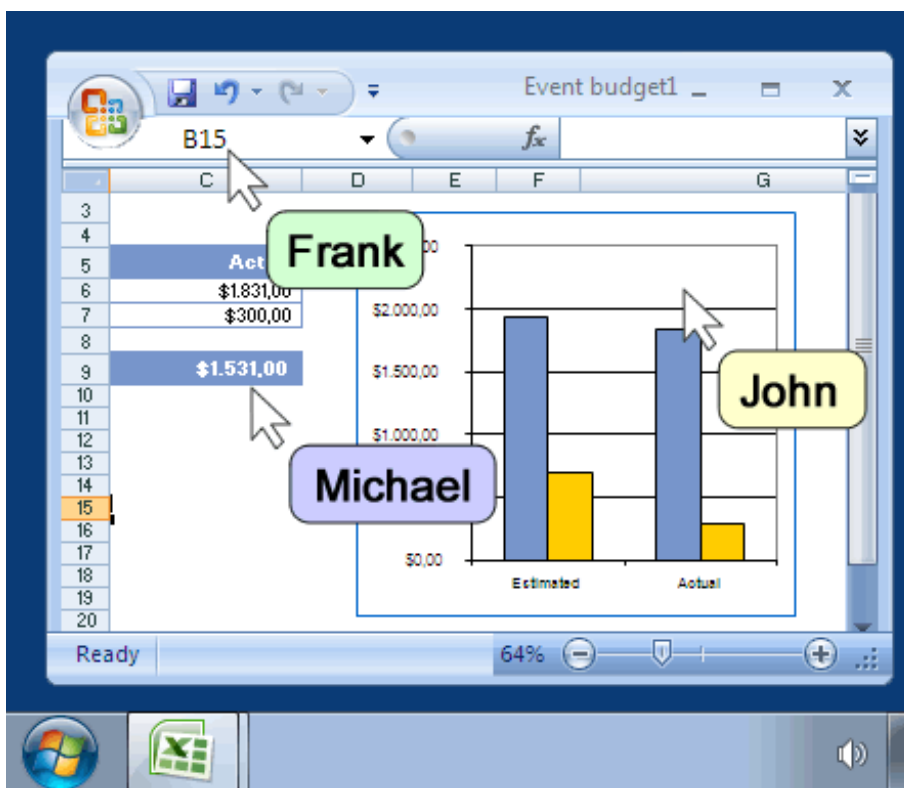 Event budget1
B15 fx
C D E F G
3
4
5 Act
6 $1.831,00
7 $300,00
8
9 $1.531,00
10
11
12
13
14
15
16
17
18
19
20
Frank
John
Michael
00
$2.000,00
$1.500,00
$1.000,00
$0,00
Estimated Actual
Ready 64%